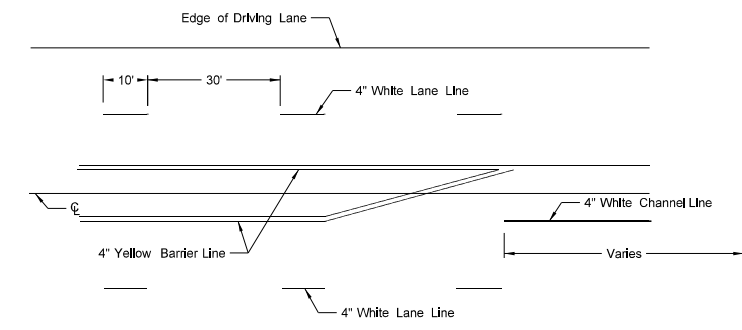 Edge of Driving Lane
10'
30'
4" White Lane Line
℄
4" White Channel Line
4" Yellow Barrier Line
Varies
4" White Lane Line